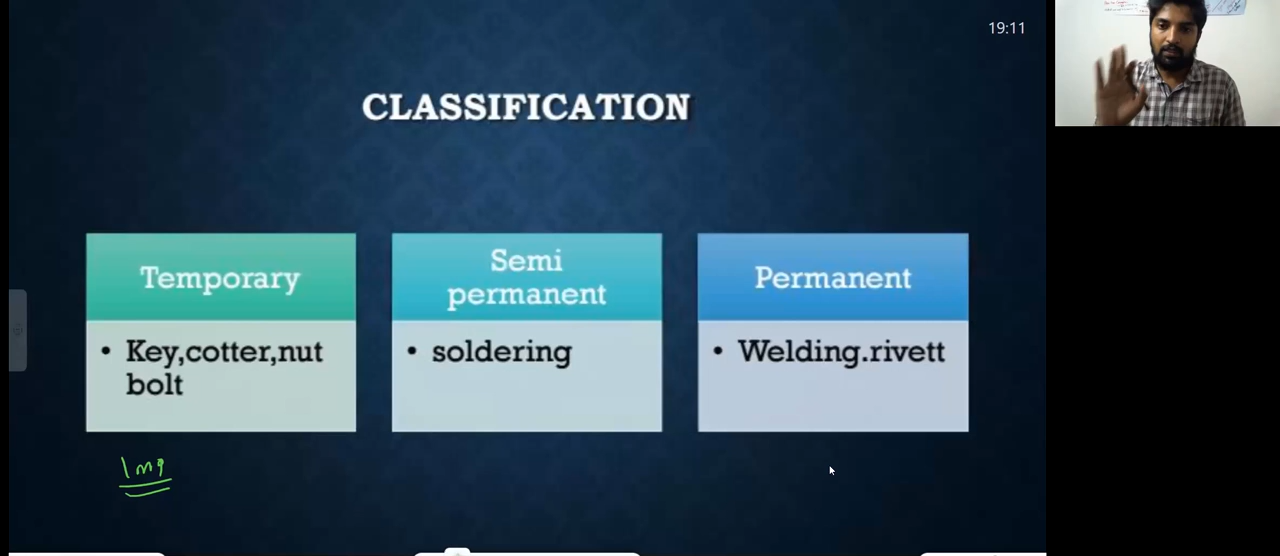 19:11
CLASSIFICATION
Temporary
• Key,cotter,nut
bolt
Semi
permanent
• soldering
Permanent
• Welding.rivett
Imp